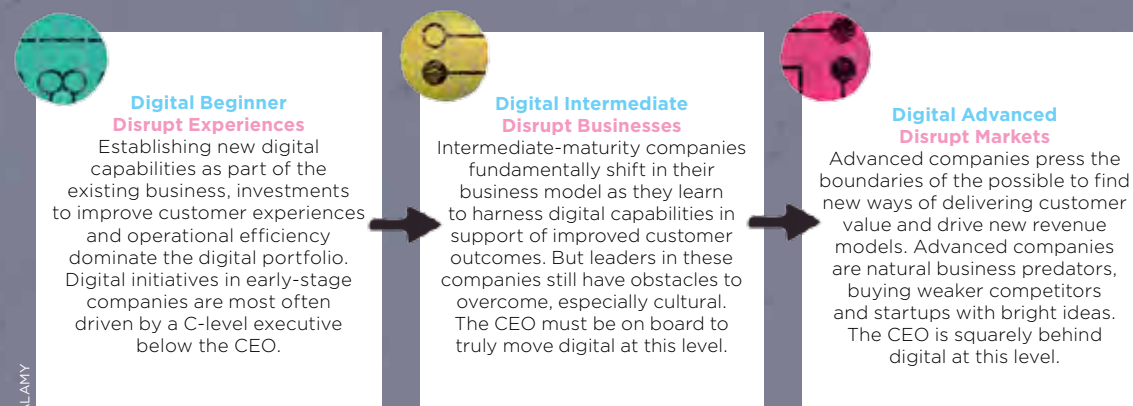 Digital Beginner
Disrupt Experiences
Establishing new digital
capabilities as part of the
existing business, investments
to improve customer experiences
and operational efficiency
dominate the digital portfolio.
Digital initiatives in early-stage
companies are most often
driven by a C-level executive
below the CEO.
Digital Intermediate
Disrupt Businesses
Intermediate-maturity companies
fundamentally shift in their
business model as they learn
to harness digital capabilities in
support of improved customer
outcomes. But leaders in these
companies still have obstacles to
overcome, especially cultural.
The CEO must be on board to
truly move digital at this level.
Digital Advanced
Disrupt Markets
Advanced companies press the
boundaries of the possible to find
new ways of delivering customer
value and drive new revenue
models. Advanced companies
are natural business predators,
buying weaker competitors
and startups with bright ideas.
The CEO is squarely behind
digital at this level.